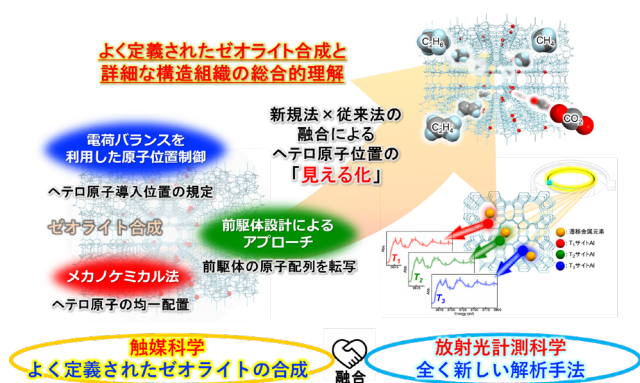 よく定義されたゼオライト合成と
詳細な構造組織の総合的理解
C₂H₆
CH₄
C₂H₄
CO₂
新規法×従来法の
融合による
ヘテロ原子位置の
「見える化」
電荷バランスを
利用した原子位置制御
ヘテロ原子導入位置の規定
ゼオライト合成
前駆体設計による
アプローチ
前駆体の原子配列を転写
メカノケミカル法
ヘテロ原子の均一配置
T₁
T₂
T₃
Energy (eV)
:遷移金属元素
:T₁サイトAl
:T₂サイトAl
:T₃サイトAl
触媒科学
よく定義されたゼオライトの合成
融合
放射光計測科学
全く新しい解析手法